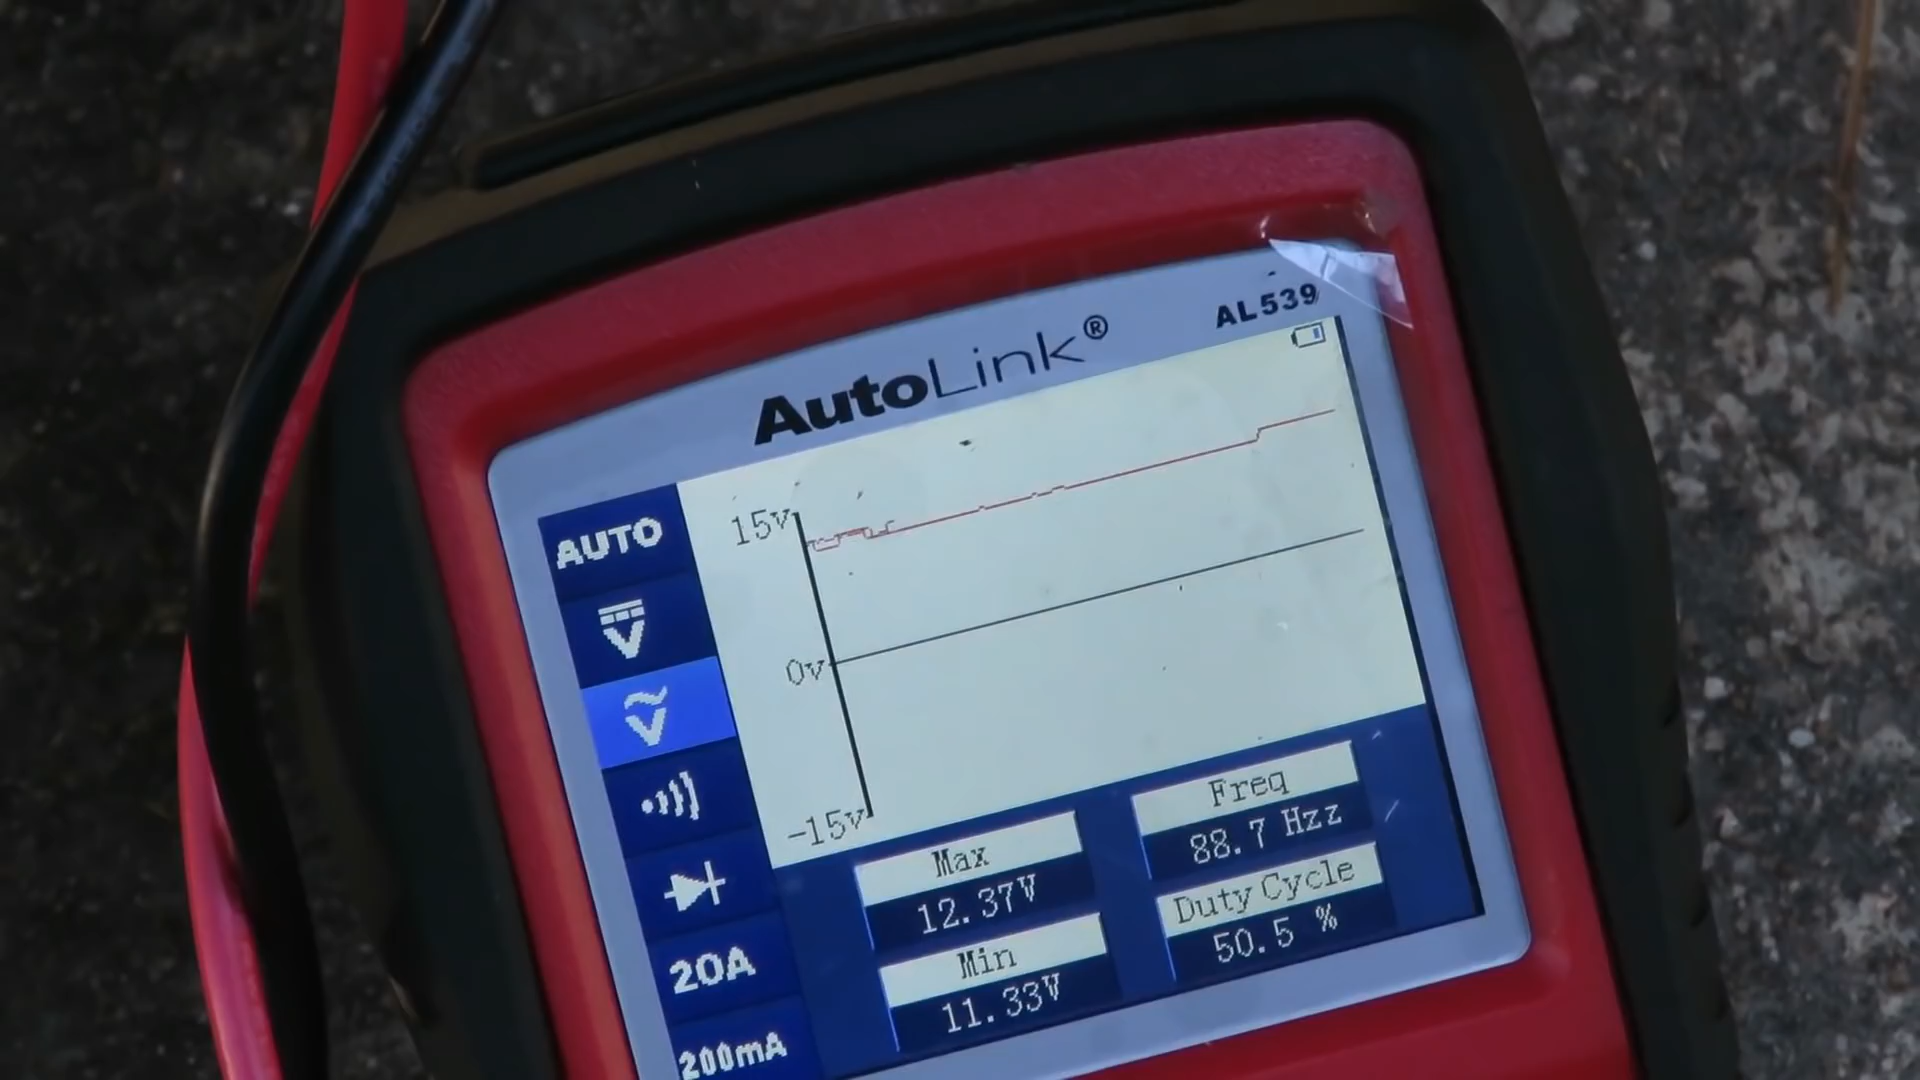 AutoLink®
AL539
AUTO
V
V
20A
200mA
15v
0v
-15v
Max
12.37V
Min
11.33V
Freq
88.7 Hzz
Duty Cycle
50.5 %